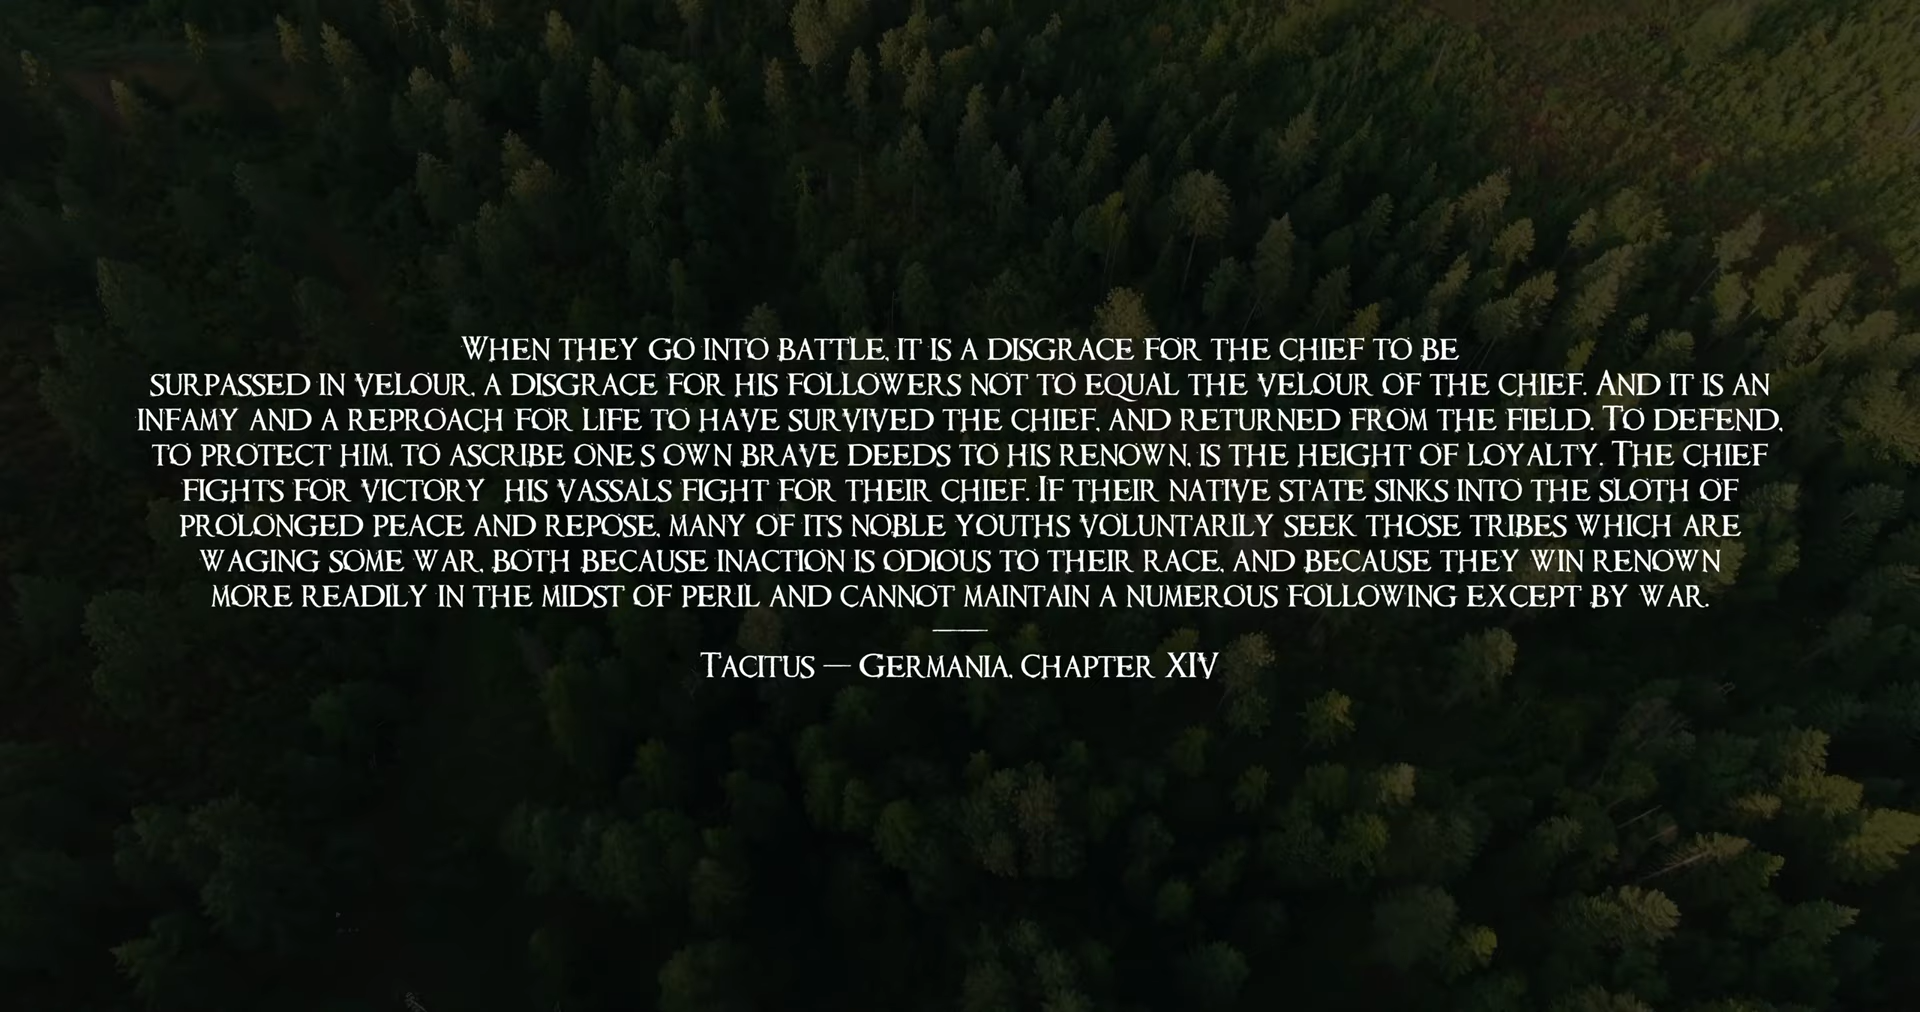 When they go into battle, it is a disgrace for the chief to be
surpassed in velour, a disgrace for his followers not to equal the velour of the chief. And it is an
infamy and a reproach for life to have survived the chief, and returned from the field. To defend,
to protect him, to ascribe one s own brave deeds to his renown, is the height of loyalty. The chief
fights for victory  his vassals fight for their chief. If their native state sinks into the sloth of
prolonged peace and repose, many of its noble youths voluntarily seek those tribes which are
waging some war, both because inaction is odious to their race, and because they win renown
more readily in the midst of peril and cannot maintain a numerous following except by war.
Tacitus — Germania, chapter XIV